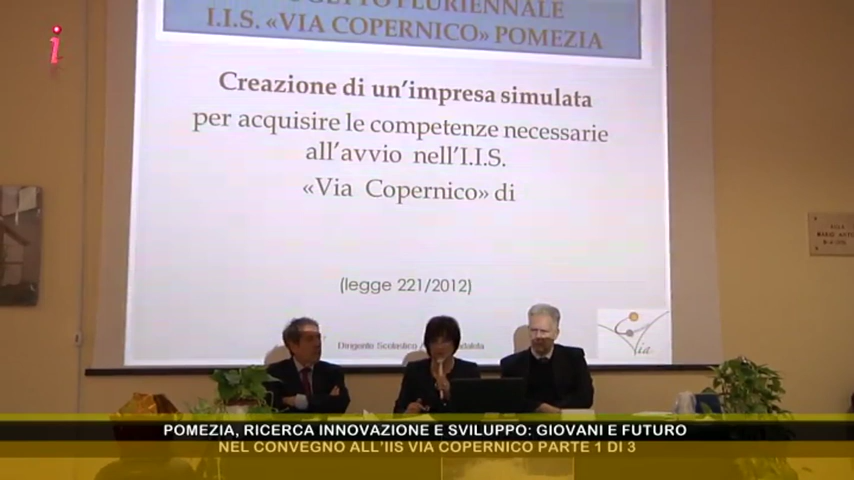 I.I.S. «VIA COPERNICO» POMEZIA
Creazione di un'impresa simulata
per acquisire le competenze necessarie
all'avvio nell'I.I.S.
«Via Copernico» di
(legge 221/2012)
Dirigente Scolastico
Via
POMEZIA, RICERCA INNOVAZIONE E SVILUPPO: GIOVANI E FUTURO
NEL CONVEGNO ALL'IIS VIA COPERNICO PARTE 1 DI 3